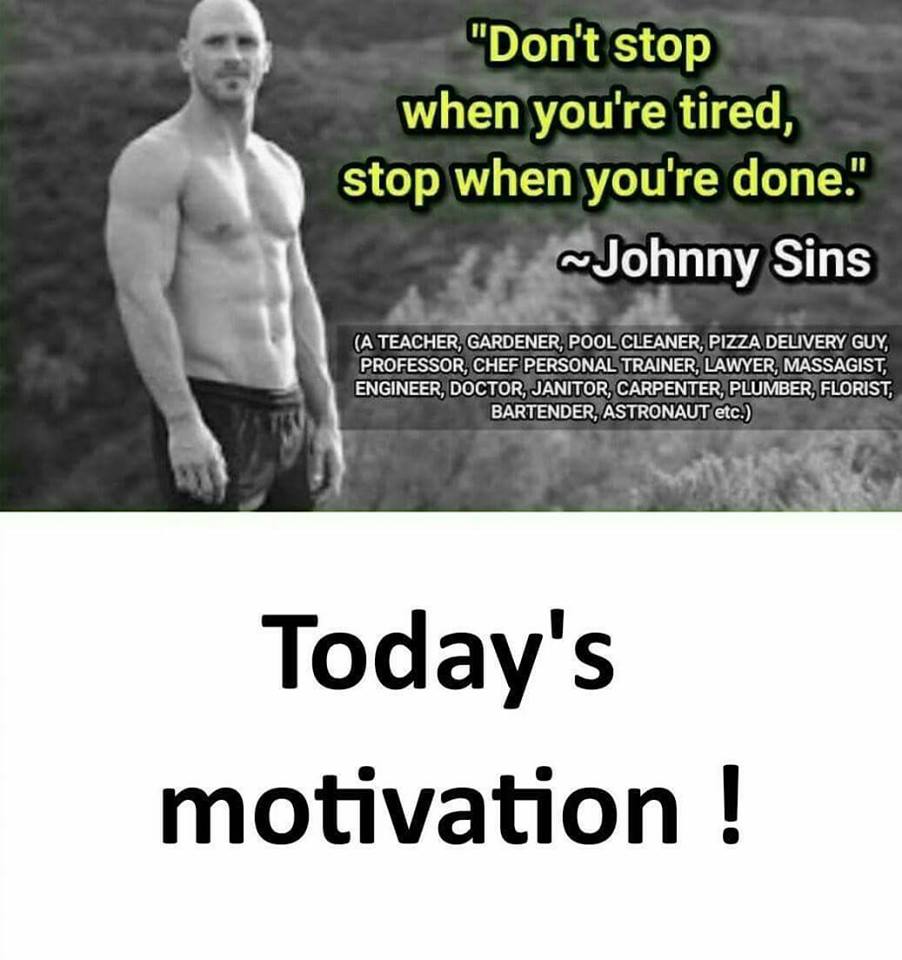 "Don't stop
when you're tired,
stop when you're done."
~Johnny Sins
(A TEACHER, GARDENER, POOL CLEANER, PIZZA DELIVERY GUY,
PROFESSOR, CHEF PERSONAL TRAINER, LAWYER, MASSAGIST,
ENGINEER, DOCTOR, JANITOR, CARPENTER, PLUMBER, FLORIST,
BARTENDER, ASTRONAUT etc.)
Today's
motivation !